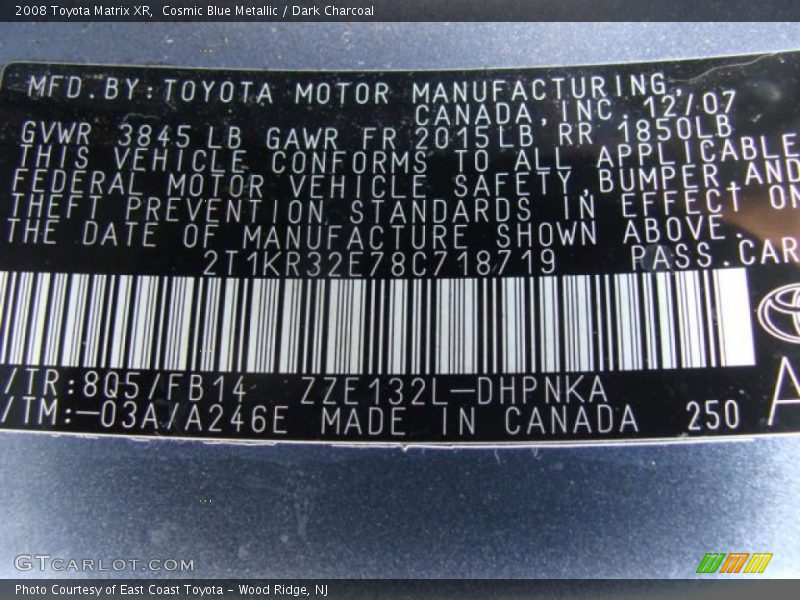 2008 Toyota Matrix XR, Cosmic Blue Metallic / Dark Charcoal
MFD.BY:TOYOTA MOTOR MANUFACTURING,
CANADA,INC. 12/07
GVWR 3845 LB GAWR FR 2015LB, RR 1850LB
THIS VEHICLE CONFORMS TO ALL APPLICABLE
FEDERAL MOTOR VEHICLE SAFETY,BUMPER AND
THEFT PREVENTION STANDARDS IN EFFECT ON
THE DATE OF MANUFACTURE SHOWN ABOVE.
2T1KR32E78C718719 PASS.CAR
/TR:8Q5/FB14 ZZE132L-DHPNKA
/TM:-03A/A246E MADE IN CANADA 250 A
GTCARLOT.COM
Photo Courtesy of East Coast Toyota - Wood Ridge, NJ